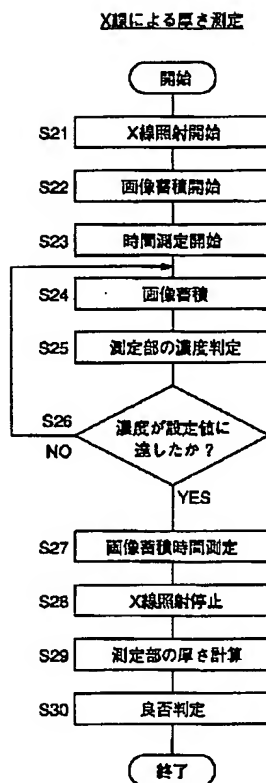 X線による厚さ測定
開始
S21 X線照射開始
S22 画像蓄積開始
S23 時間測定開始
S24 画像蓄積
S25 測定部の濃度判定
S26 濃度が設定値に
達したか?
NO
YES
S27 画像蓄積時間測定
S28 X線照射停止
S29 測定部の厚さ計算
S30 良否判定
終了